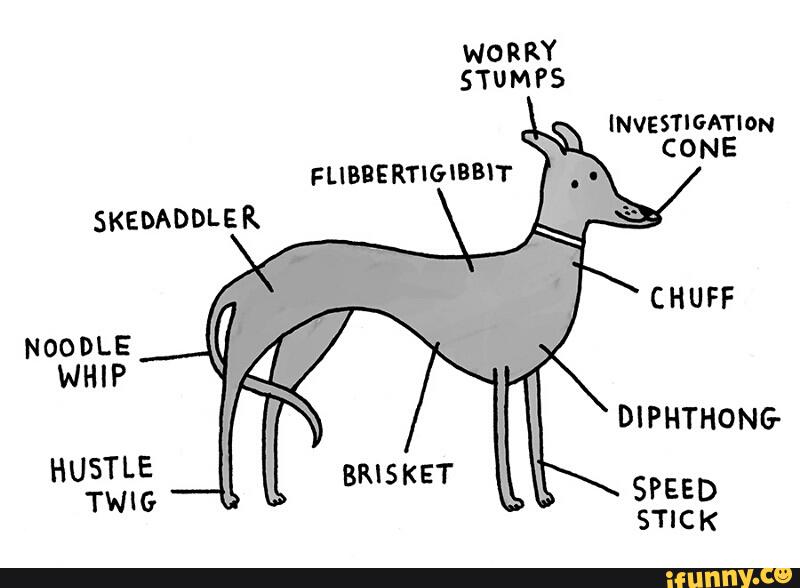 WORRY
STUMPS
INVESTIGATION
CONE
FLIBBERTIGIBBIT
SKEDADDLER
CHUFF
NOODLE
WHIP
DIPHTHONG
HUSTLE
TWIG
BRISKET
SPEED
STICK
ifunny.co